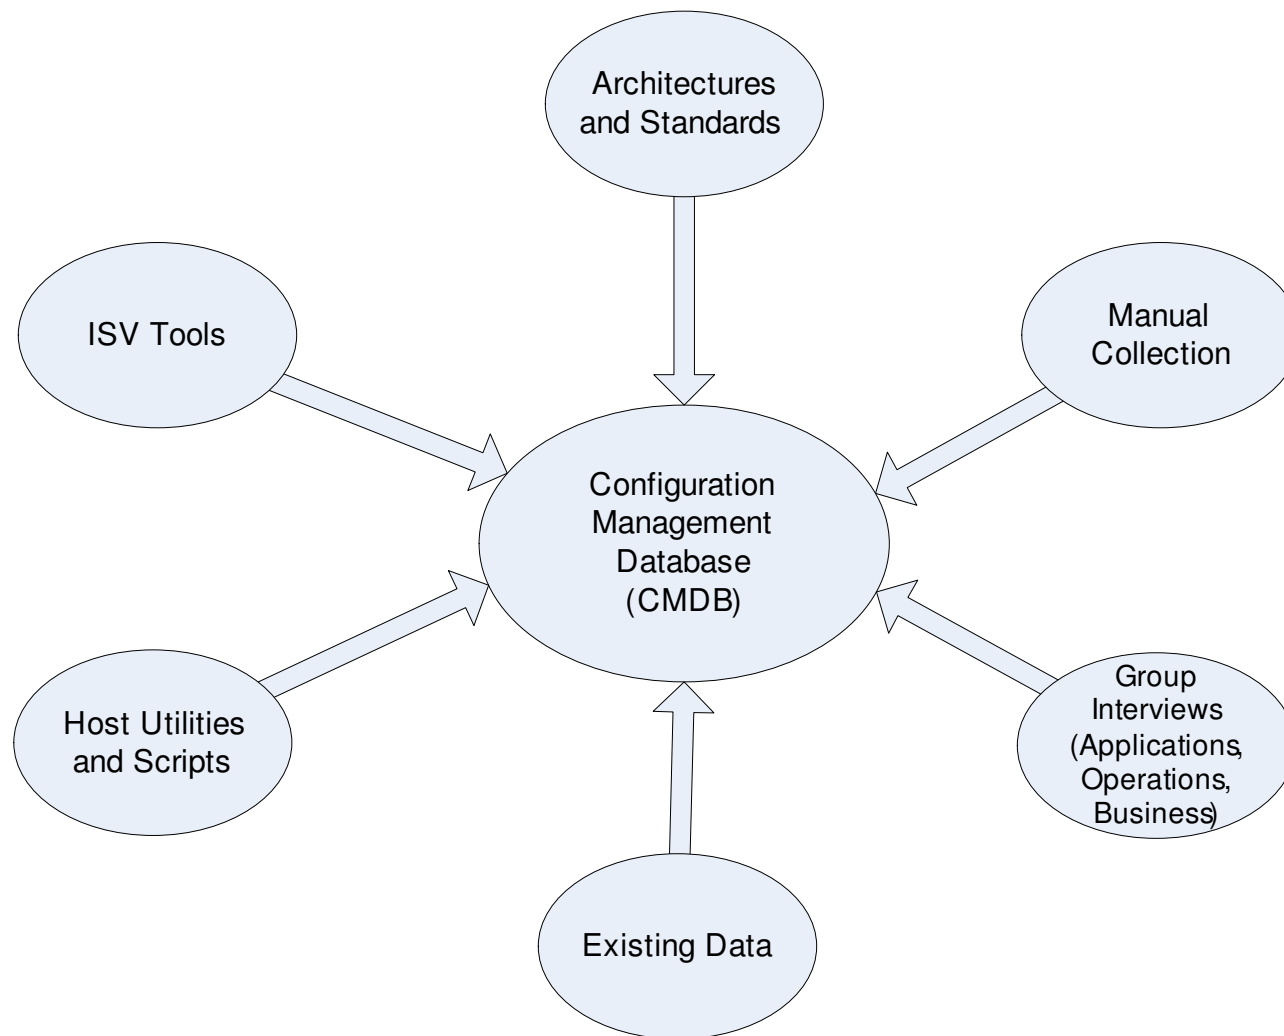 Architectures
and Standards
ISV Tools
Manual
Collection
Configuration
Management
Database
(CMDB)
Host Utilities
and Scripts
Group
Interviews
(Applications,
Operations,
Business)
Existing Data